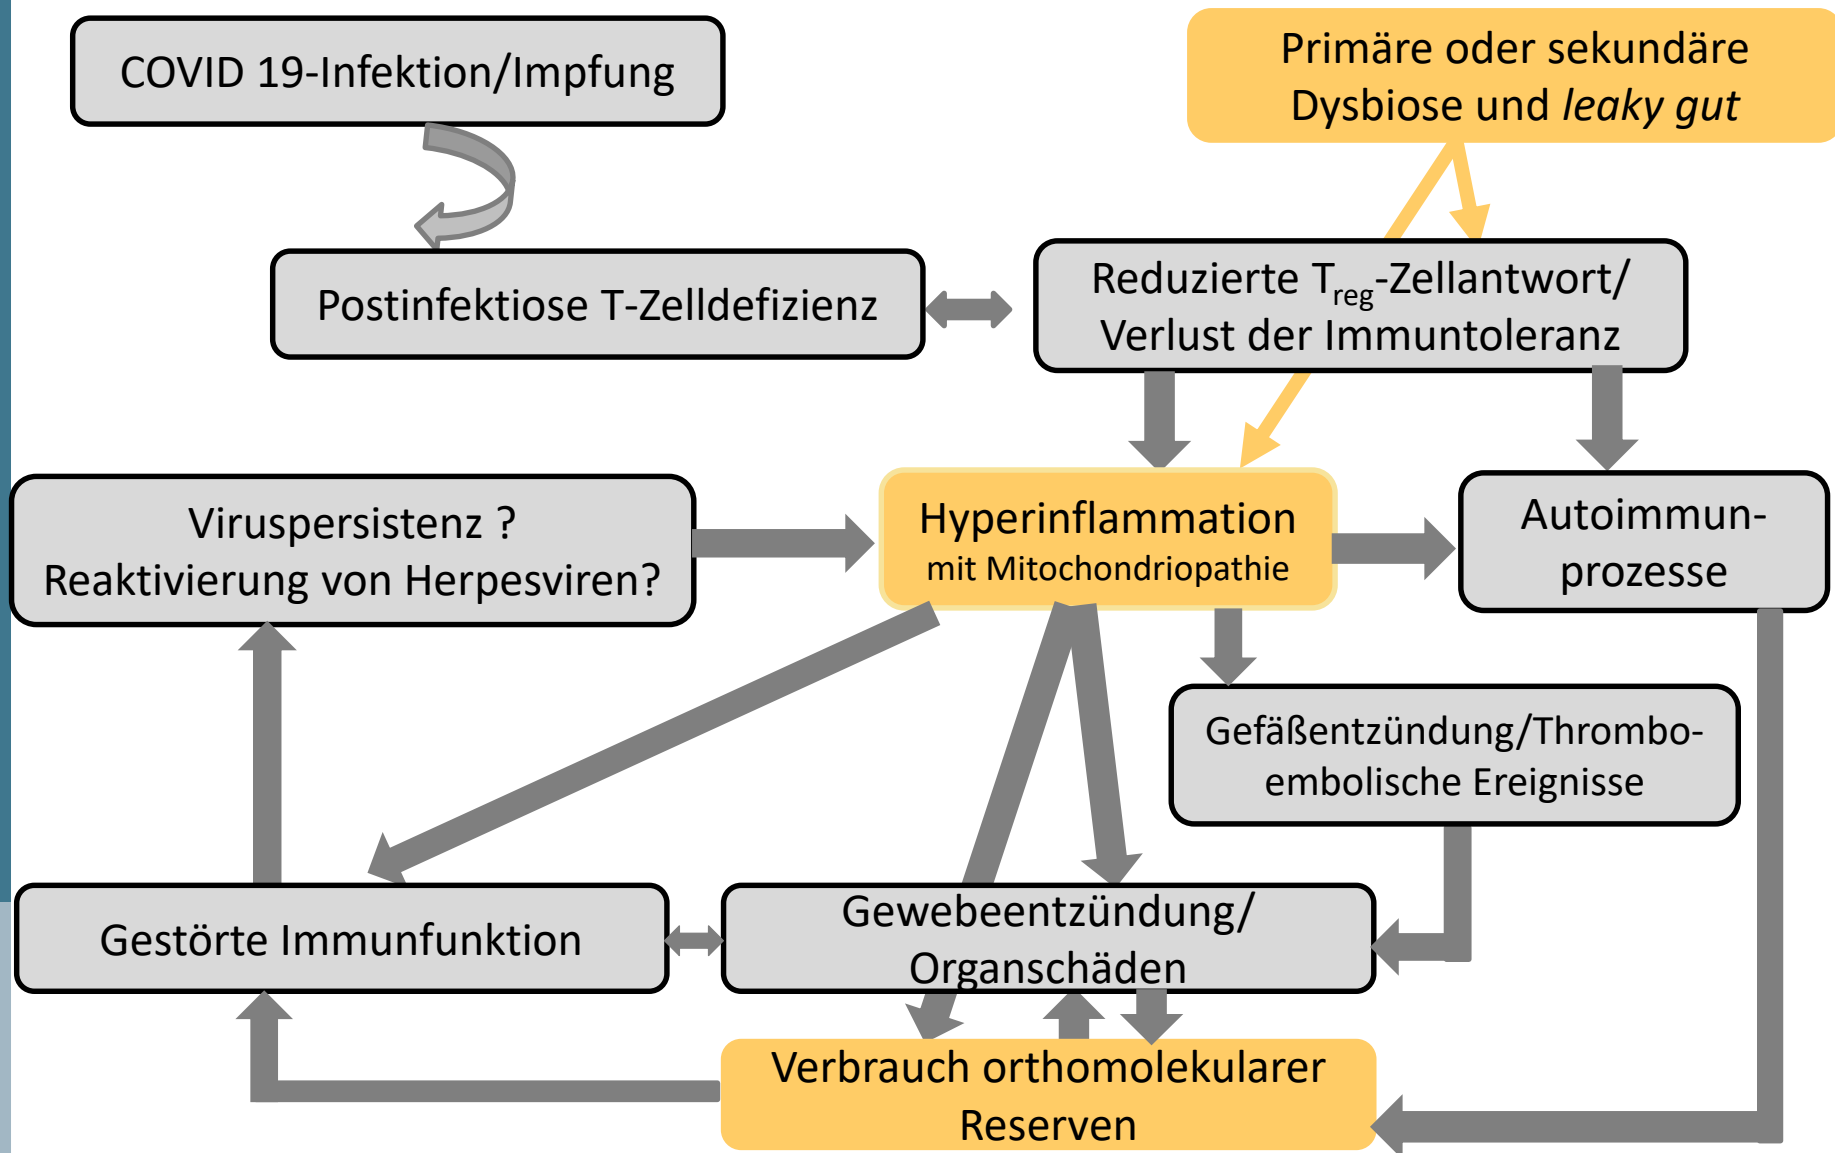 COVID 19-Infektion/Impfung
Primäre oder sekundäre
Dysbiose und leaky gut
Postinfektiose T-Zelldefizienz
Reduzierte Treg-Zellantwort/
Verlust der Immuntoleranz
Viruspersistenz ?
Reaktivierung von Herpesviren?
Hyperinflammation
mit Mitochondriopathie
Autoimmun-
prozesse
Gefäßentzündung/Thrombo-
embolische Ereignisse
Gestörte Immunfunktion
Gewebeentzündung/
Organschäden
Verbrauch orthomolekularer
Reserven